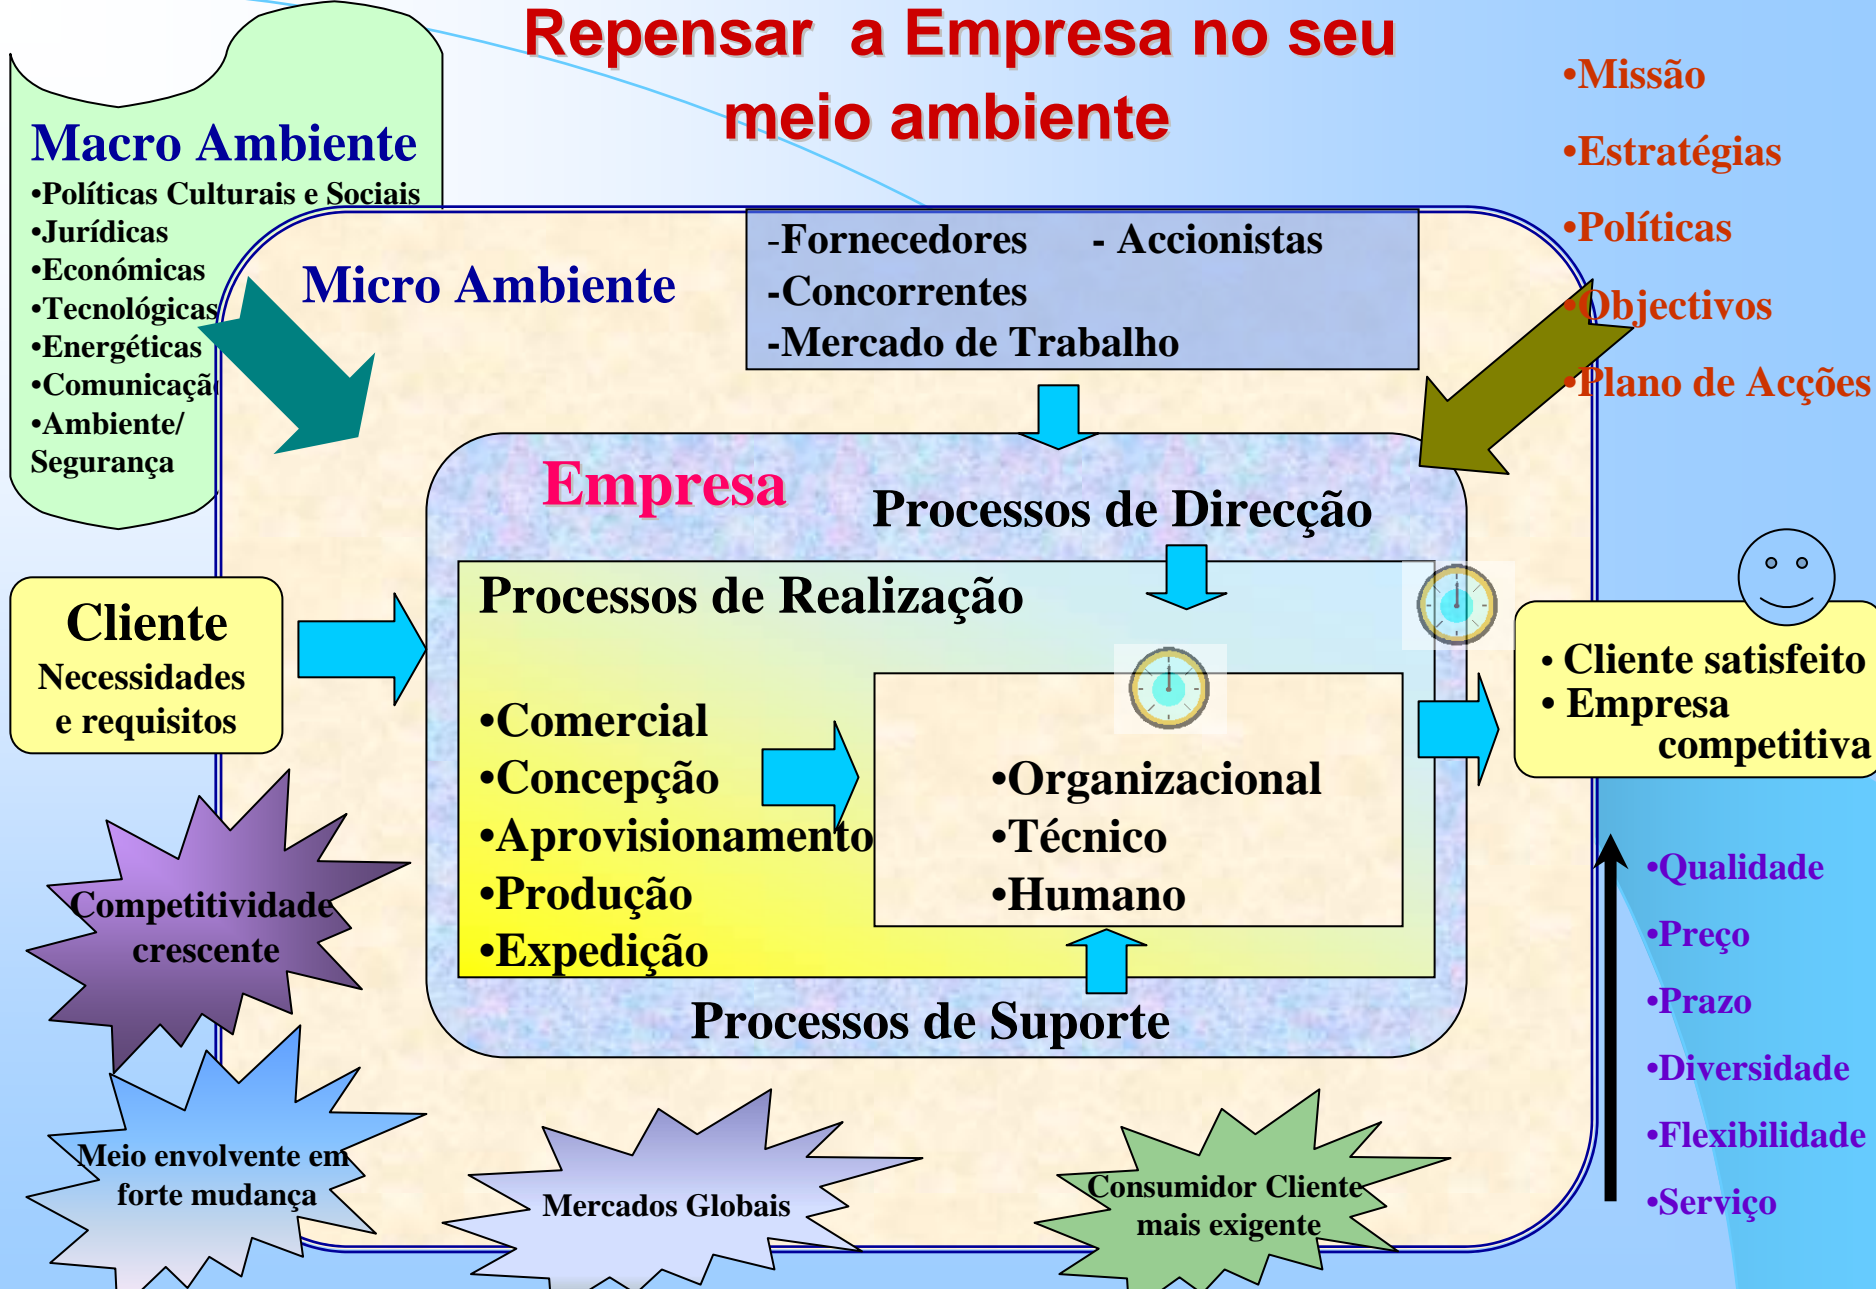 Repensar a Empresa no seu
meio ambiente
Macro Ambiente
•Políticas Culturais e Sociais
•Jurídicas
•Económicas
•Tecnológicas
•Energéticas
•Comunicação
•Ambiente/
Segurança
Micro Ambiente
-Fornecedores - Accionistas
-Concorrentes
-Mercado de Trabalho
•Missão
•Estratégias
•Políticas
•Objectivos
•Plano de Acções
Empresa
Processos de Direcção
Processos de Realização
•Comercial
•Concepção
•Aprovisionamento
•Produção
•Expedição
•Organizacional
•Técnico
•Humano
Processos de Suporte
Cliente
Necessidades
e requisitos
• Cliente satisfeito
• Empresa
competitiva
•Qualidade
•Preço
•Prazo
•Diversidade
•Flexibilidade
•Serviço
Competitividade
crescente
Meio envolvente em
forte mudança
Mercados Globais
Consumidor Cliente
mais exigente